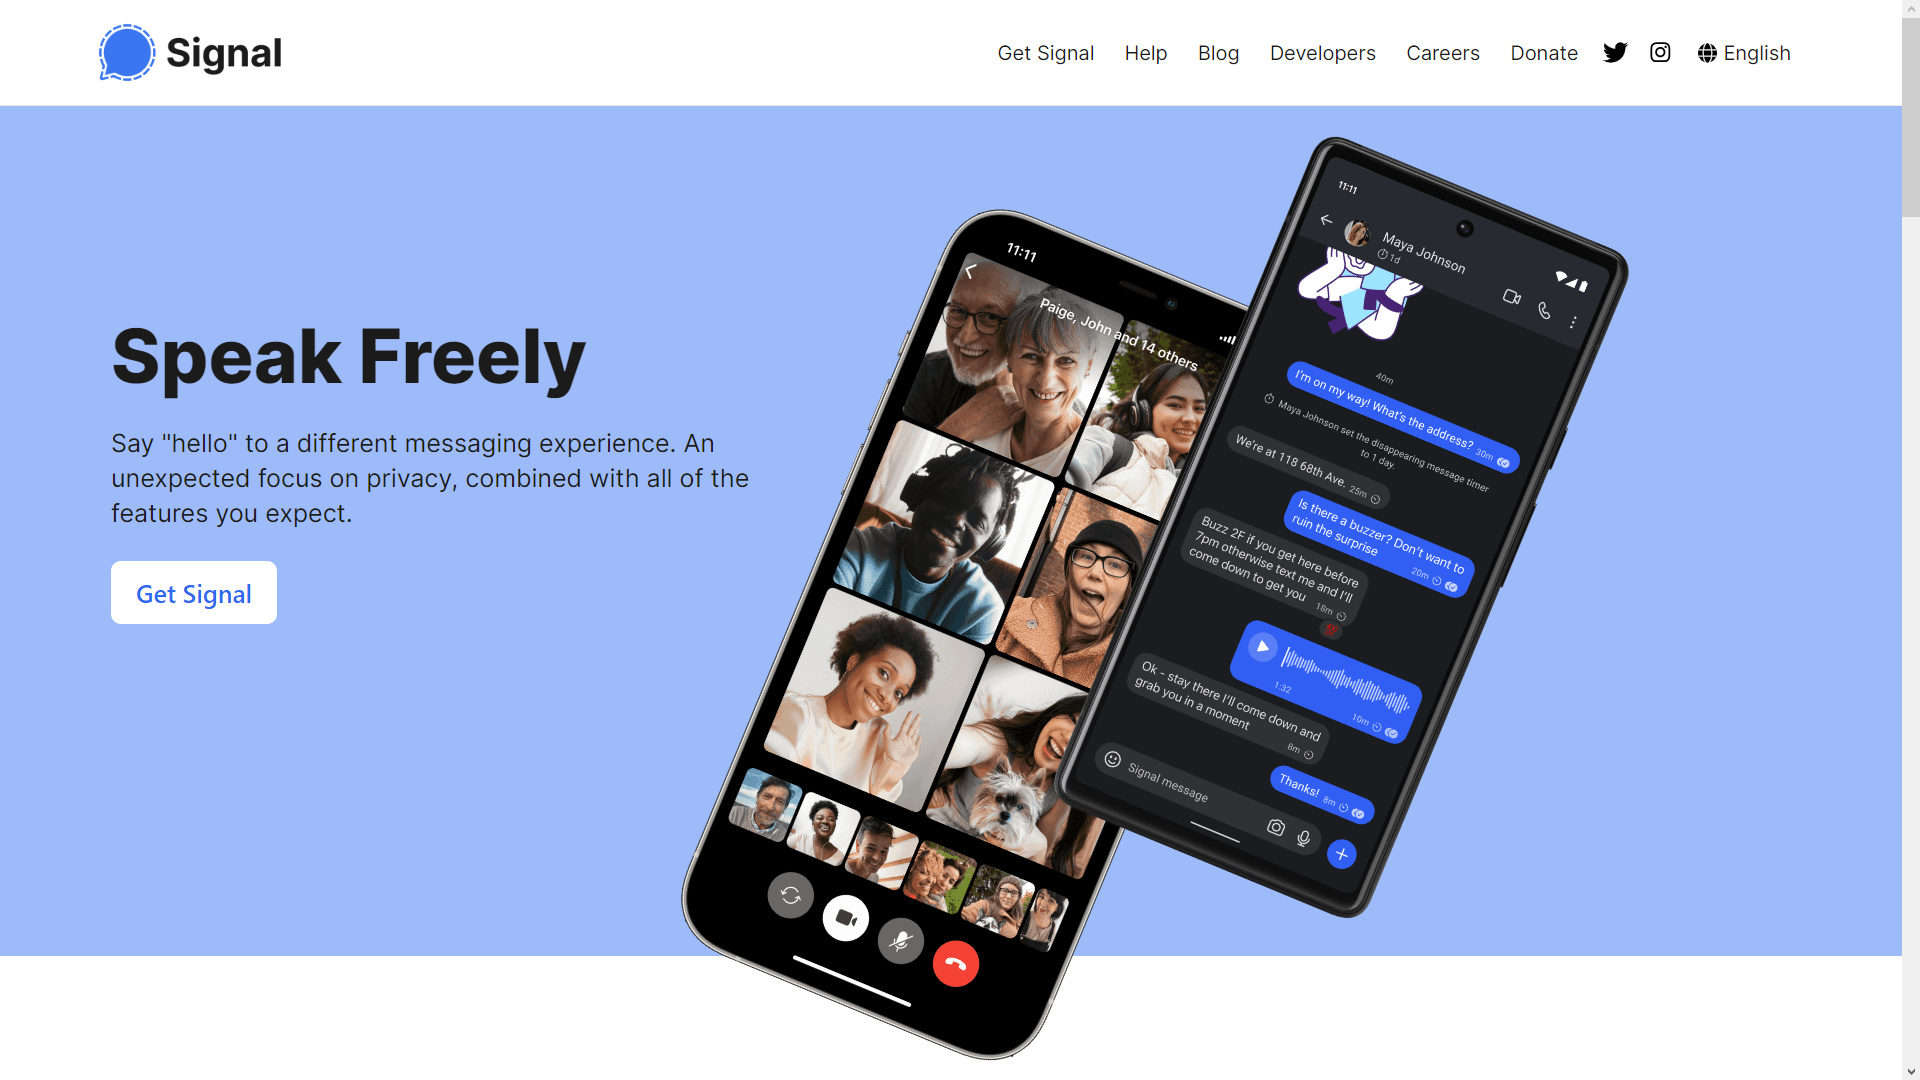 Signal
Get Signal
Help
Blog
Developers
Careers
Donate
English
Speak Freely
Say "hello" to a different messaging experience. An
unexpected focus on privacy, combined with all of the
features you expect.
Get Signal
11:11
Paige, John and 14 others
11:11
Maya Johnson
1d
40m
I'm on my way! What's the address? 30m
Maya Johnson set the disappearing message timer
to 1 day.
We're at 118 68th Ave. 25m
Is there a buzzer? Don't want to
ruin the surprise
20m
Buzz 2F if you get here before
7pm otherwise text me and I'll
come down to get you
18m
1:32
10m
Ok - stay there I'll come down and
grab you in a moment
8m
Thanks! 8m
Signal message